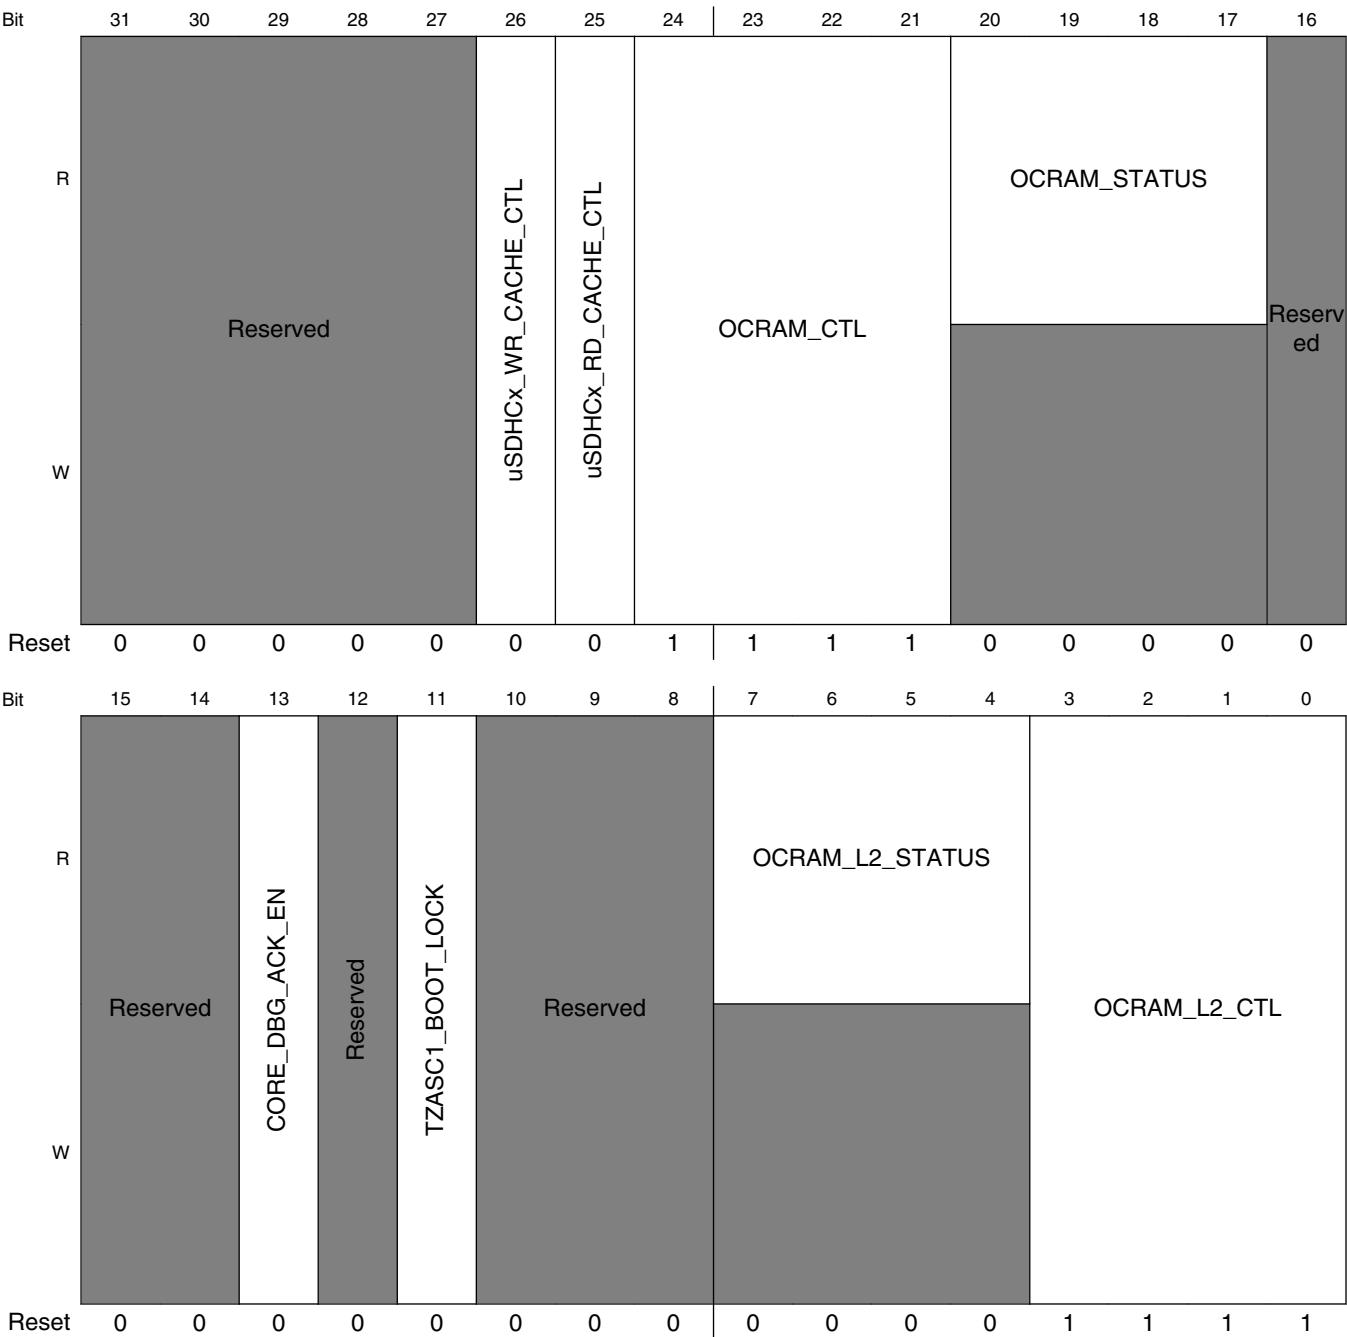 Bit 31 30 29 28 27 26 25 24 23 22 21 20 19 18 17 16
R
W
Reserved
uSDHCx_WR_CACHE_CTL
uSDHCx_RD_CACHE_CTL
OCRAM_CTL
OCRAM_STATUS
Reserv
ed
Reset 0 0 0 0 0 0 0 1 1 1 1 0 0 0 0 0
Bit 15 14 13 12 11 10 9 8 7 6 5 4 3 2 1 0
R
W
Reserved
CORE_DBG_ACK_EN
Reserved
TZASC1_BOOT_LOCK
Reserved
OCRAM_L2_STATUS
OCRAM_L2_CTL
Reset 0 0 0 0 0 0 0 0 0 0 0 0 1 1 1 1